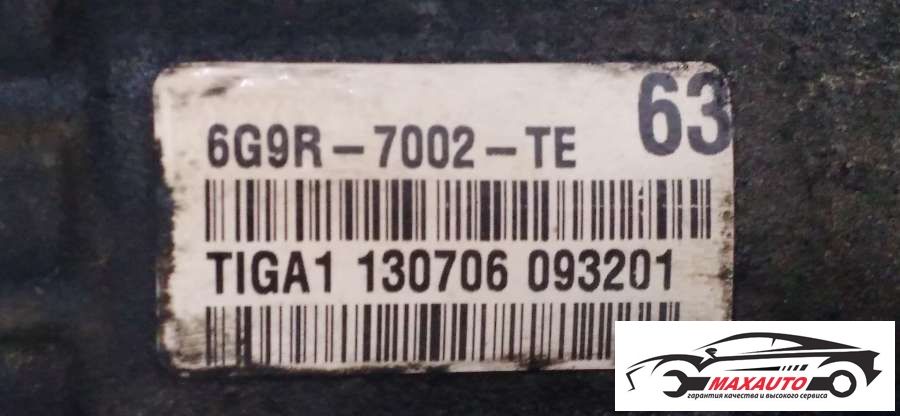 63
6G9R-7002-TE
TIGA1 130706 093201
MAXAUTO
гарантия качества и высокого сервиса